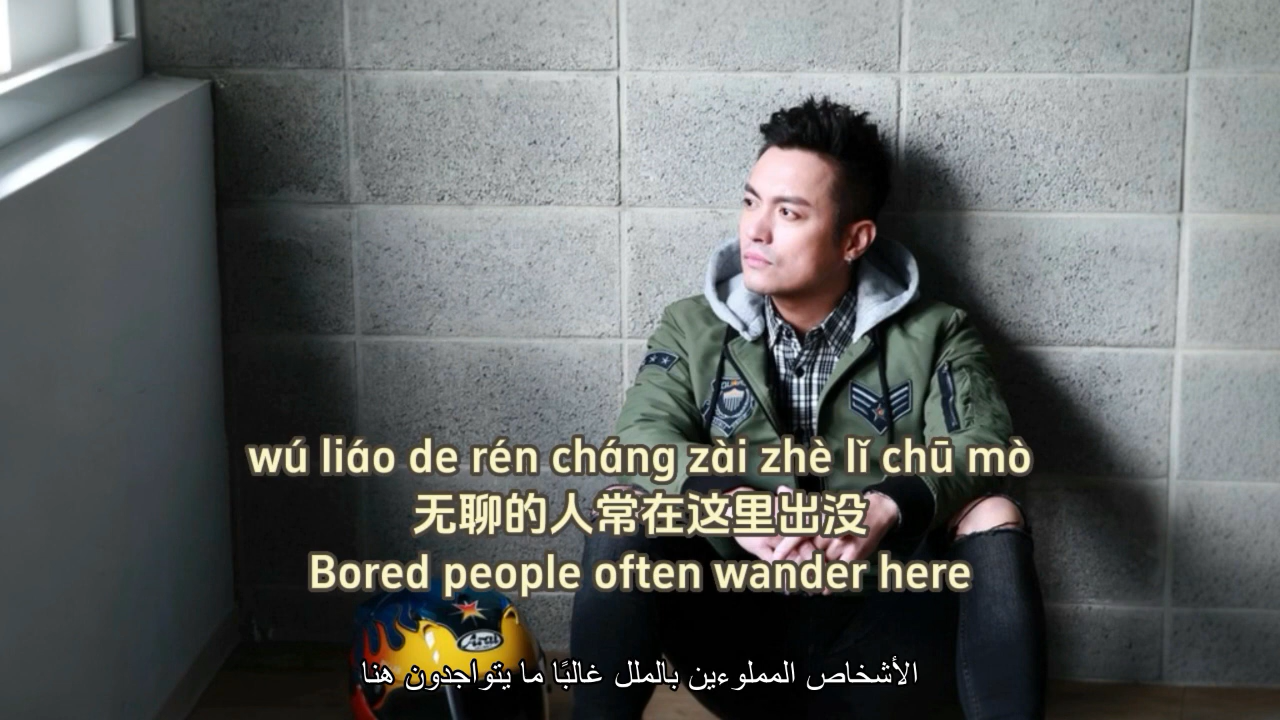 wú liáo de rén cháng zài zhè lǐ chū mò
无聊的人常在这里出没
Bored people often wander here
Arai
الأشخاص المملوءين بالملل غالبًا ما يتواجدون هنا